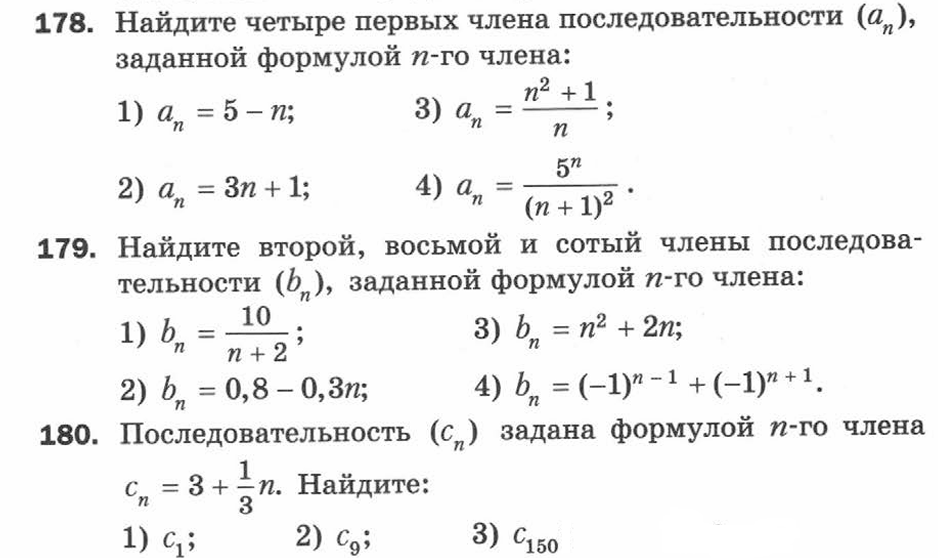 178. Найдите четыре первых члена последовательности (aₙ),
заданной формулой n-го члена:
1) aₙ = 5 – n; 3) aₙ = (n² + 1)/n;
2) aₙ = 3n + 1; 4) aₙ = 5ⁿ/(n + 1)².
179. Найдите второй, восьмой и сотый члены последова-
тельности (bₙ), заданной формулой n-го члена:
1) bₙ = 10/(n + 2); 3) bₙ = n² + 2n;
2) bₙ = 0,8 – 0,3n; 4) bₙ = (–1)ⁿ ⁻ ¹ + (–1)ⁿ ⁺ ¹.
180. Последовательность (cₙ) задана формулой n-го члена
cₙ = 3 + 1/3 n. Найдите:
1) c₁; 2) c₉; 3) c₁₅₀